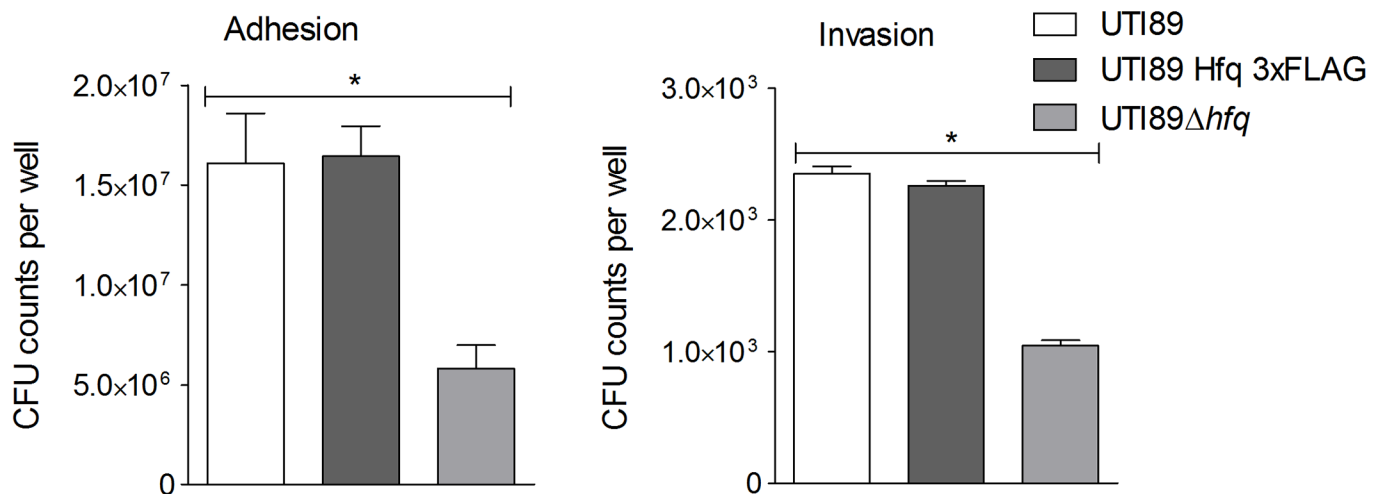 Adhesion
CFU counts per well
2.0×10⁷
1.5×10⁷
1.0×10⁷
5.0×10⁶
0
*
Invasion
CFU counts per well
3.0×10³
2.0×10³
1.0×10³
0
*
UTI89
UTI89 Hfq 3xFLAG
UTI89Δhfq